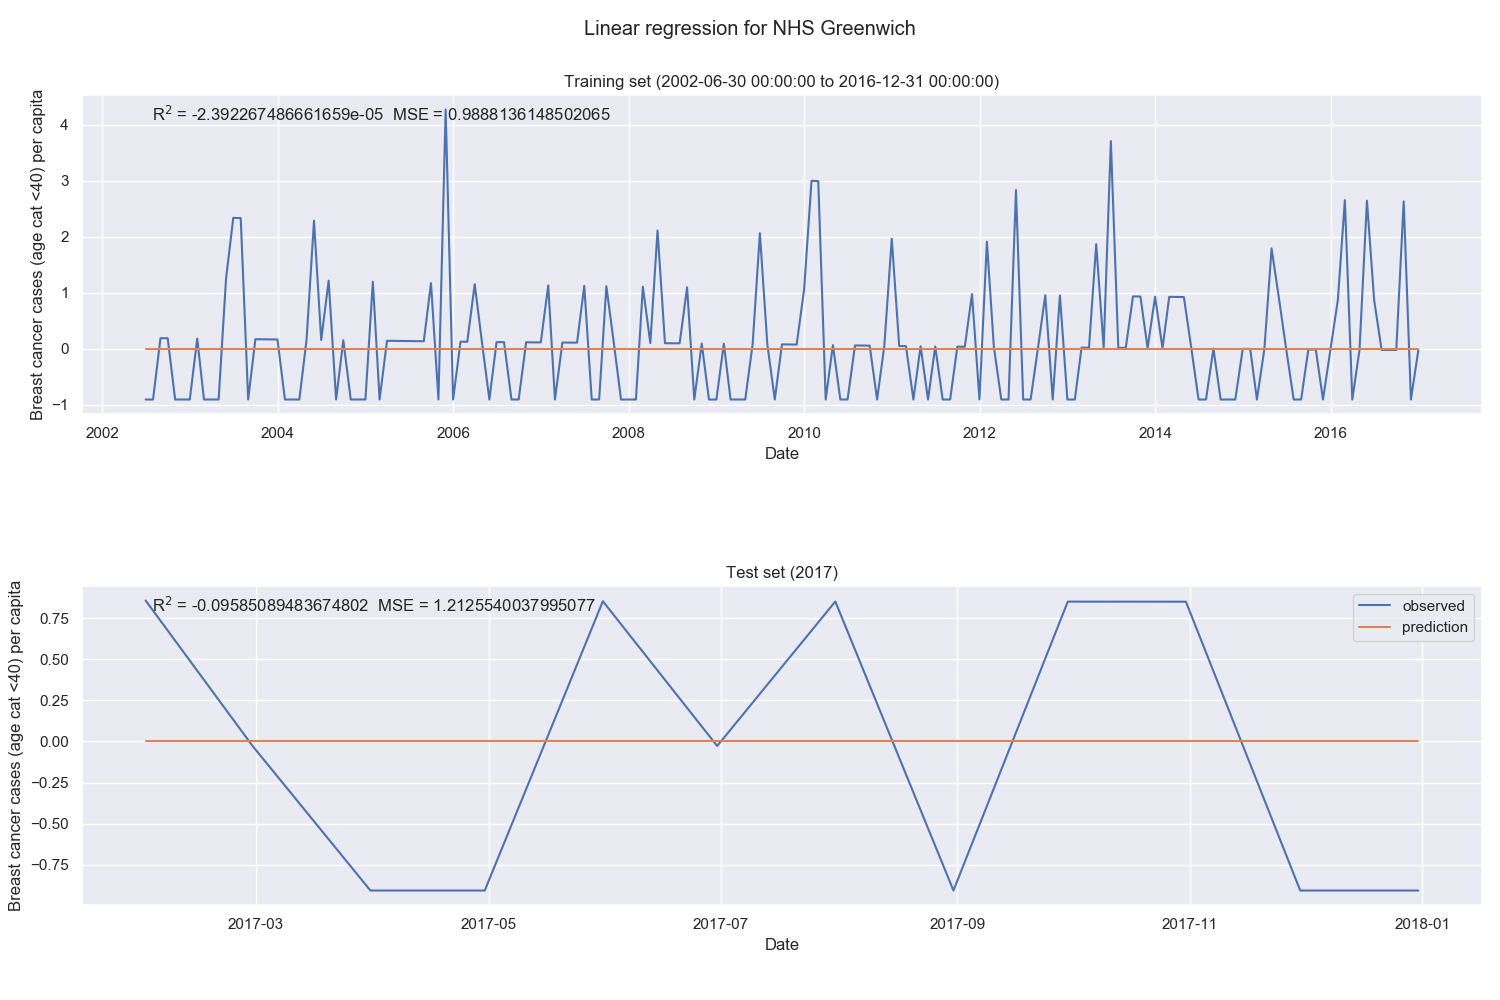 Linear regression for NHS Greenwich
Training set (2002-06-30 00:00:00 to 2016-12-31 00:00:00)
R² = -2.392267486661659e-05 MSE = 0.9888136148502065
Breast cancer cases (age cat <40) per capita
4
3
2
1
0
−1
2002 2004 2006 2008 2010 2012 2014 2016
Date
Test set (2017)
R² = -0.09585089483674802 MSE = 1.2125540037995077
observed
prediction
Breast cancer cases (age cat <40) per capita
0.75
0.50
0.25
0.00
−0.25
−0.50
−0.75
2017-03 2017-05 2017-07 2017-09 2017-11 2018-01
Date